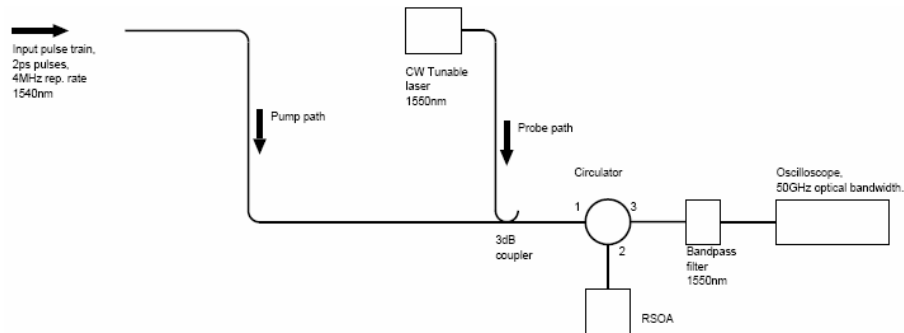 Input pulse train,
2ps pulses,
4MHz rep. rate
1540nm
Pump path
CW Tunable
laser
1550nm
Probe path
3dB
coupler
Circulator
1
3
2
RSOA
Bandpass
filter
1550nm
Oscilloscope,
50GHz optical bandwidth.